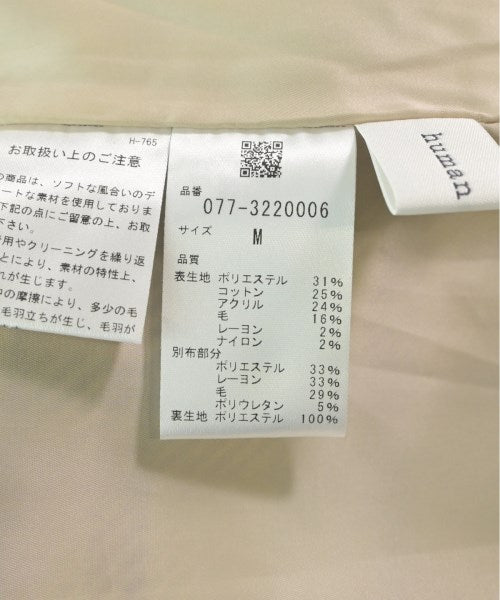 H-765
お取扱い上のご注意
の商品は、ソフトな風合いのデ
ートな素材を使用しておりま
下記の点にご留意の上、お取
下さい。
用やクリーニングを繰り返
とにより、素材の特性上、
れが生じます。
の摩擦により、多少の毛
毛羽立ちが生じ、毛羽が
品番
077-3220006
サイズ
M
品質
表生地 ポリエステル 31%
コットン 25%
アクリル 24%
毛 16%
レーヨン 2%
ナイロン 2%
別布部分
ポリエステル 33%
レーヨン 33%
毛 29%
ポリウレタン 5%
裏生地 ポリエステル 100%
human